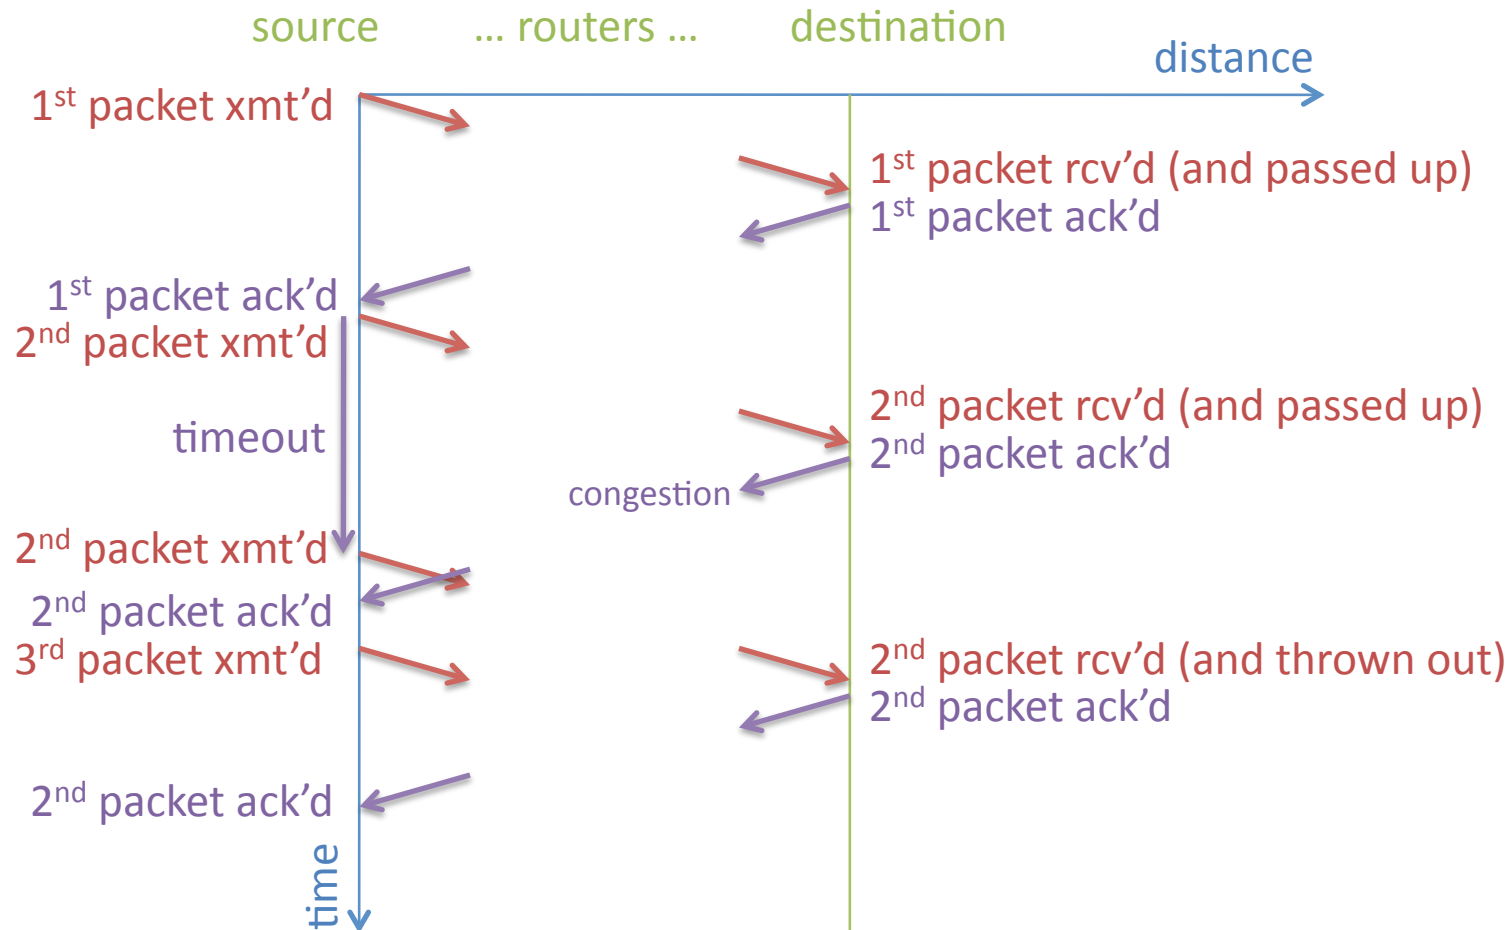 source ... routers ... destination
distance
1st packet xmt'd
1st packet rcv'd (and passed up)
1st packet ack'd
1st packet ack'd
2nd packet xmt'd
2nd packet rcv'd (and passed up)
timeout
2nd packet ack'd
congestion
2nd packet xmt'd
2nd packet ack'd
3rd packet xmt'd
2nd packet rcv'd (and thrown out)
2nd packet ack'd
2nd packet ack'd
time